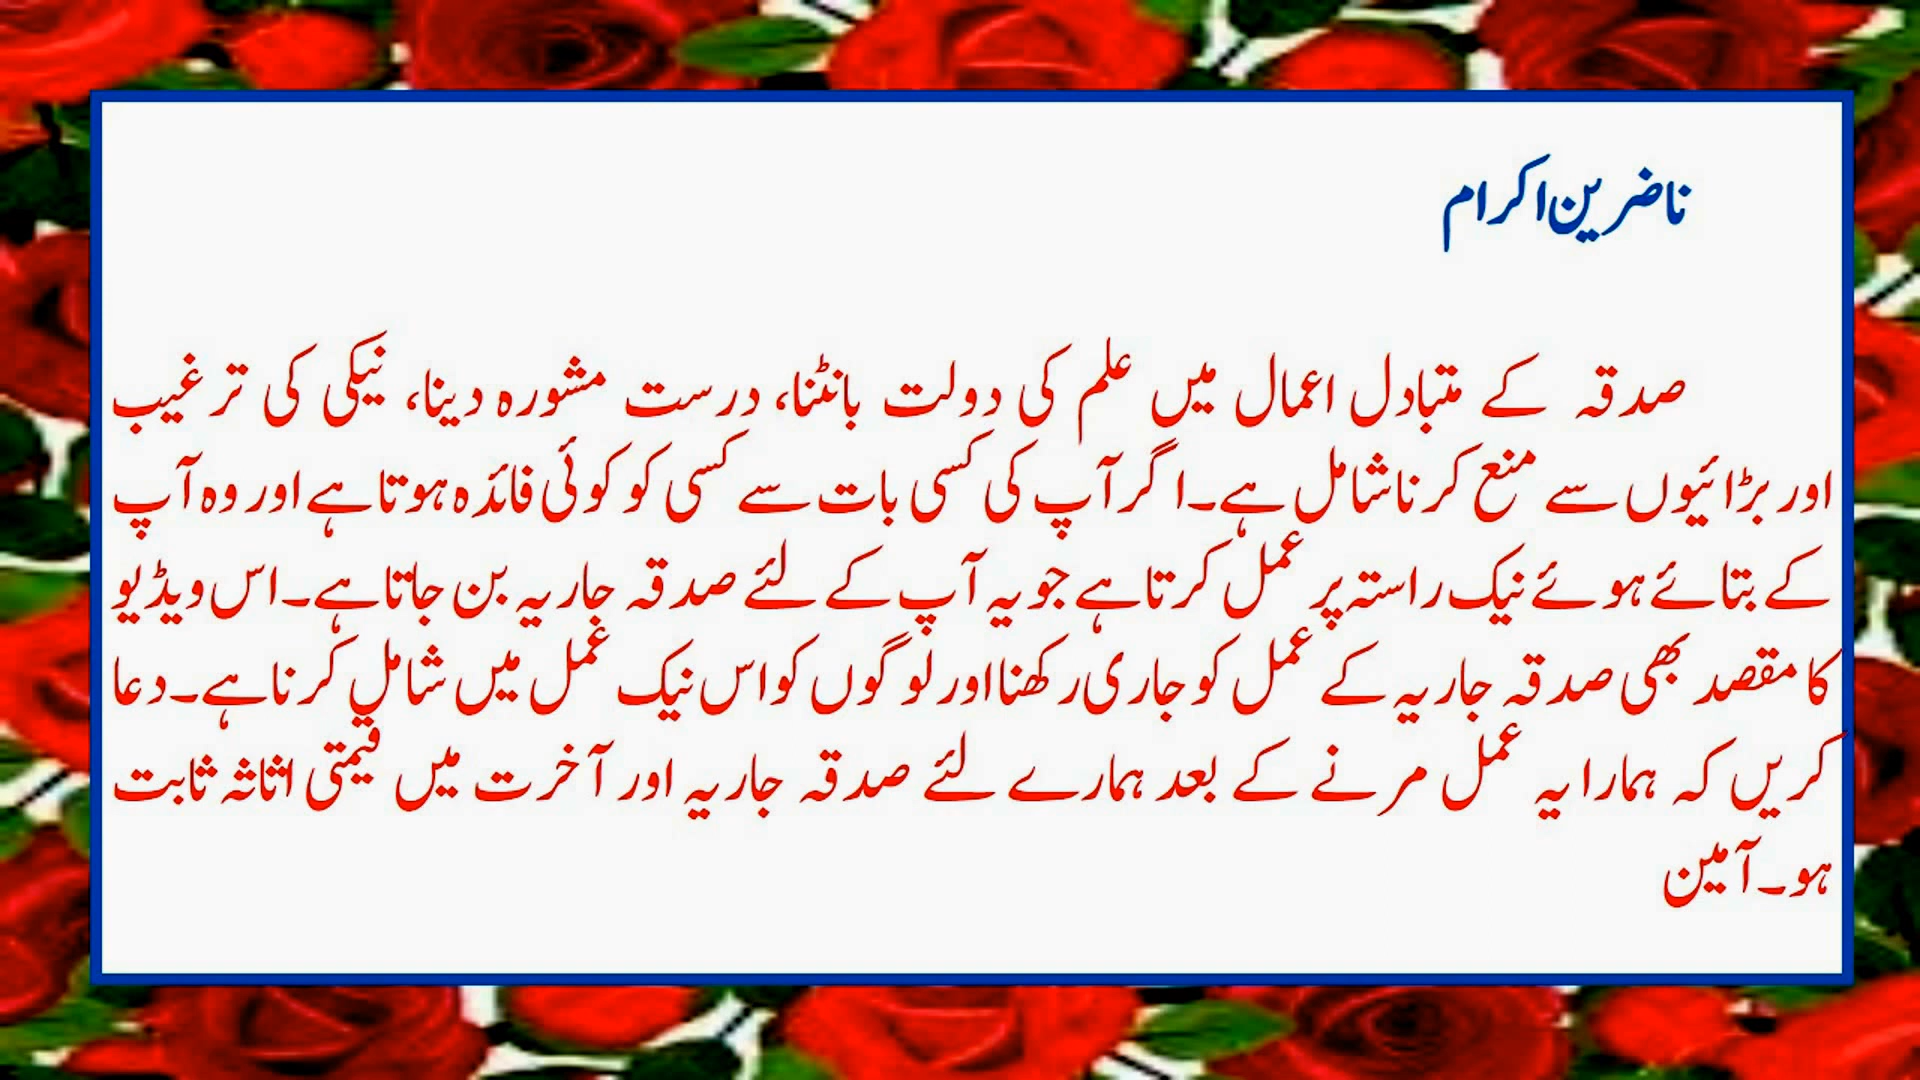 ناضرین اکرام
صدقہ کے متبادل اعمال میں علم کی دولت بانٹنا، درست مشورہ دینا، نیکی کی ترغیب
اور بڑائیوں سے منع کرنا شامل ہے۔ اگر آپ کی کسی بات سے کسی کو کوئی فائدہ ہوتا ہے اور وہ آپ
کے بتائے ہوئے نیک راستہ پر عمل کرتا ہے جو یہ آپ کے لئے صدقہ جاریہ بن جاتا ہے۔ اس ویڈیو
کا مقصد بھی صدقہ جاریہ کے عمل کو جاری رکھنا اور لوگوں کو اس نیک عمل میں شامل کرنا ہے۔ دعا
کریں کہ ہمارا یہ عمل مرنے کے بعد ہمارے لئے صدقہ جاریہ اور آخرت میں قیمتی اثاثہ ثابت
ہو۔ آمین